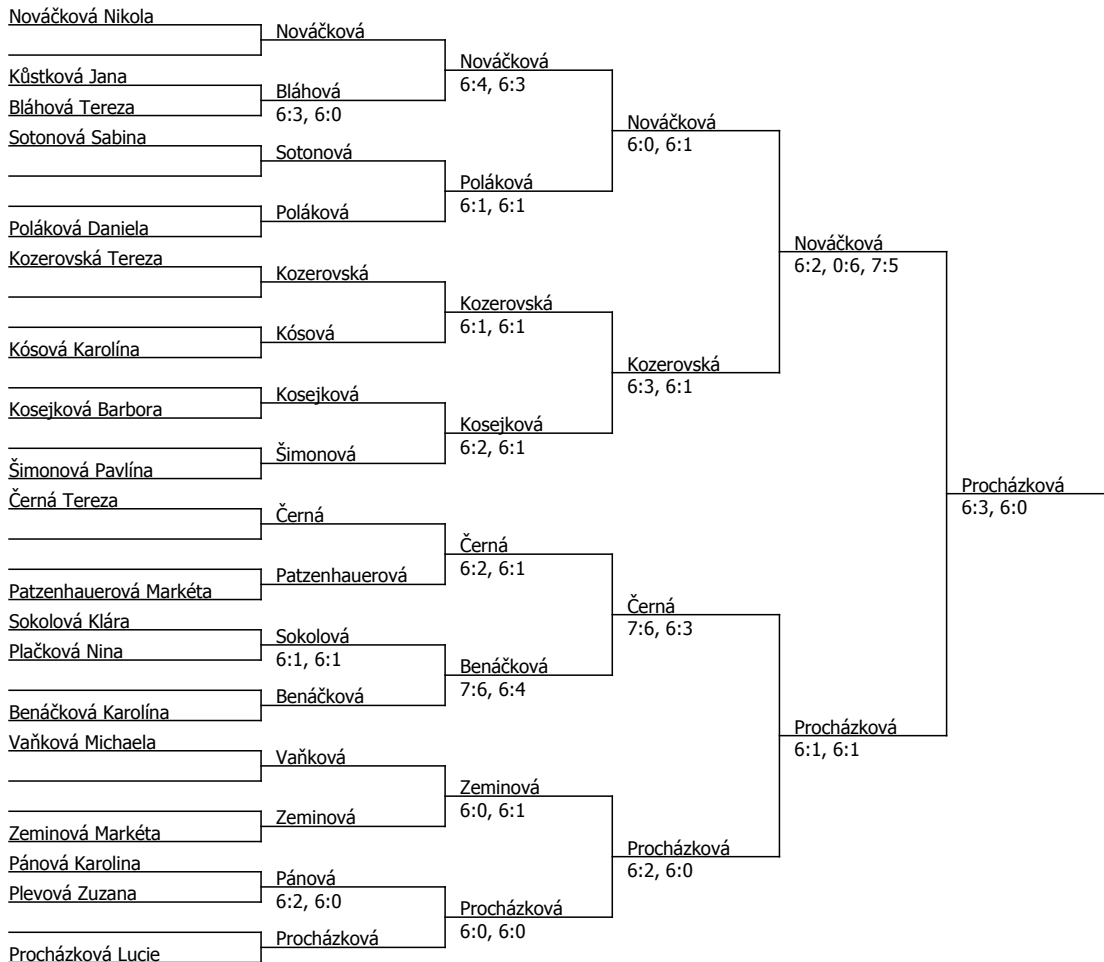 Nováčková Nikola
Nováčková
Nováčková
6:4, 6:3
Kůstková Jana
Bláhová
6:3, 6:0
Bláhová Tereza
Nováčková
6:0, 6:1
Sotonová Sabina
Sotonová
Poláková
6:1, 6:1
Poláková
Poláková Daniela
Nováčková
6:2, 0:6, 7:5
Kozerovská Tereza
Kozerovská
Kozerovská
6:1, 6:1
Kósová
Kósová Karolína
Kozerovská
6:3, 6:1
Kosejková
Kosejková Barbora
Kosejková
6:2, 6:1
Šimonová
Šimonová Pavlína
Procházková
6:3, 6:0
Černá Tereza
Černá
Černá
6:2, 6:1
Patzenhauerová
Patzenhauerová Markéta
Černá
7:6, 6:3
Sokolová Klára
Sokolová
6:1, 6:1
Plačková Nina
Benáčková
7:6, 6:4
Benáčková
Benáčková Karolína
Procházková
6:1, 6:1
Vaňková Michaela
Vaňková
Zeminová
6:0, 6:1
Zeminová
Zeminová Markéta
Procházková
6:2, 6:0
Pánová Karolina
Pánová
6:2, 6:0
Plevová Zuzana
Procházková
6:0, 6:0
Procházková
Procházková Lucie